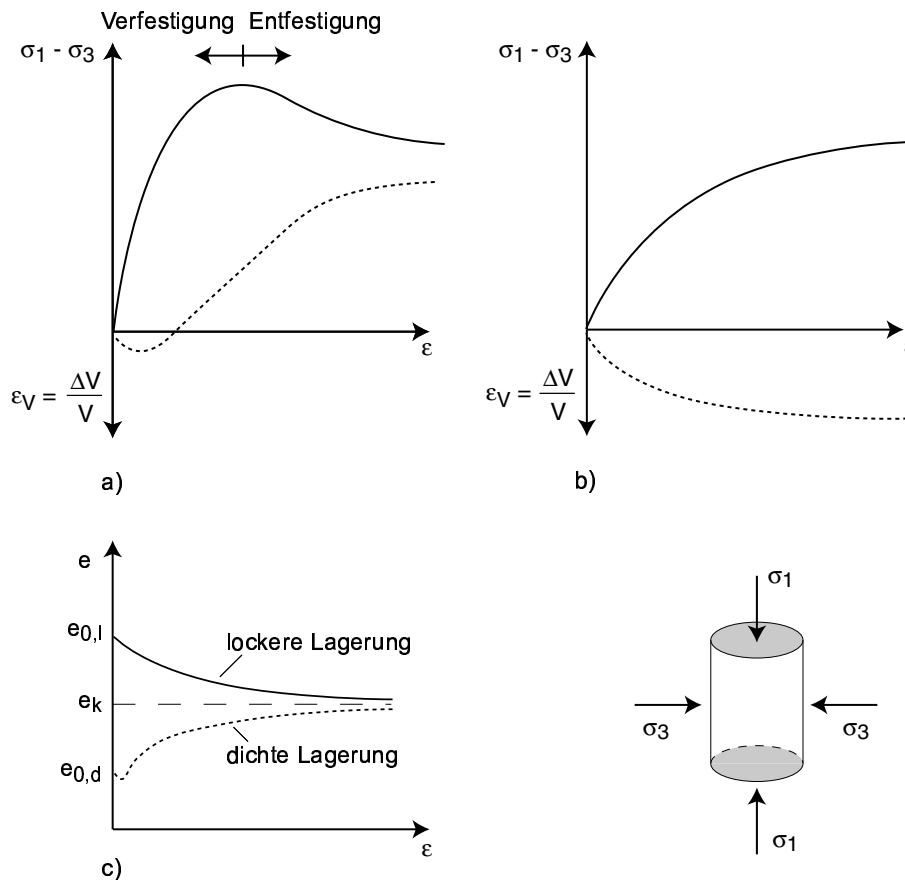 Verfestigung Entfestigung
σ1 - σ3
ε
εV = ΔV/V
a)
σ1 - σ3
εV = ΔV/V
b)
e
e0,l
lockere Lagerung
ek
dichte Lagerung
e0,d
ε
c)
σ1
σ3
σ3
σ1